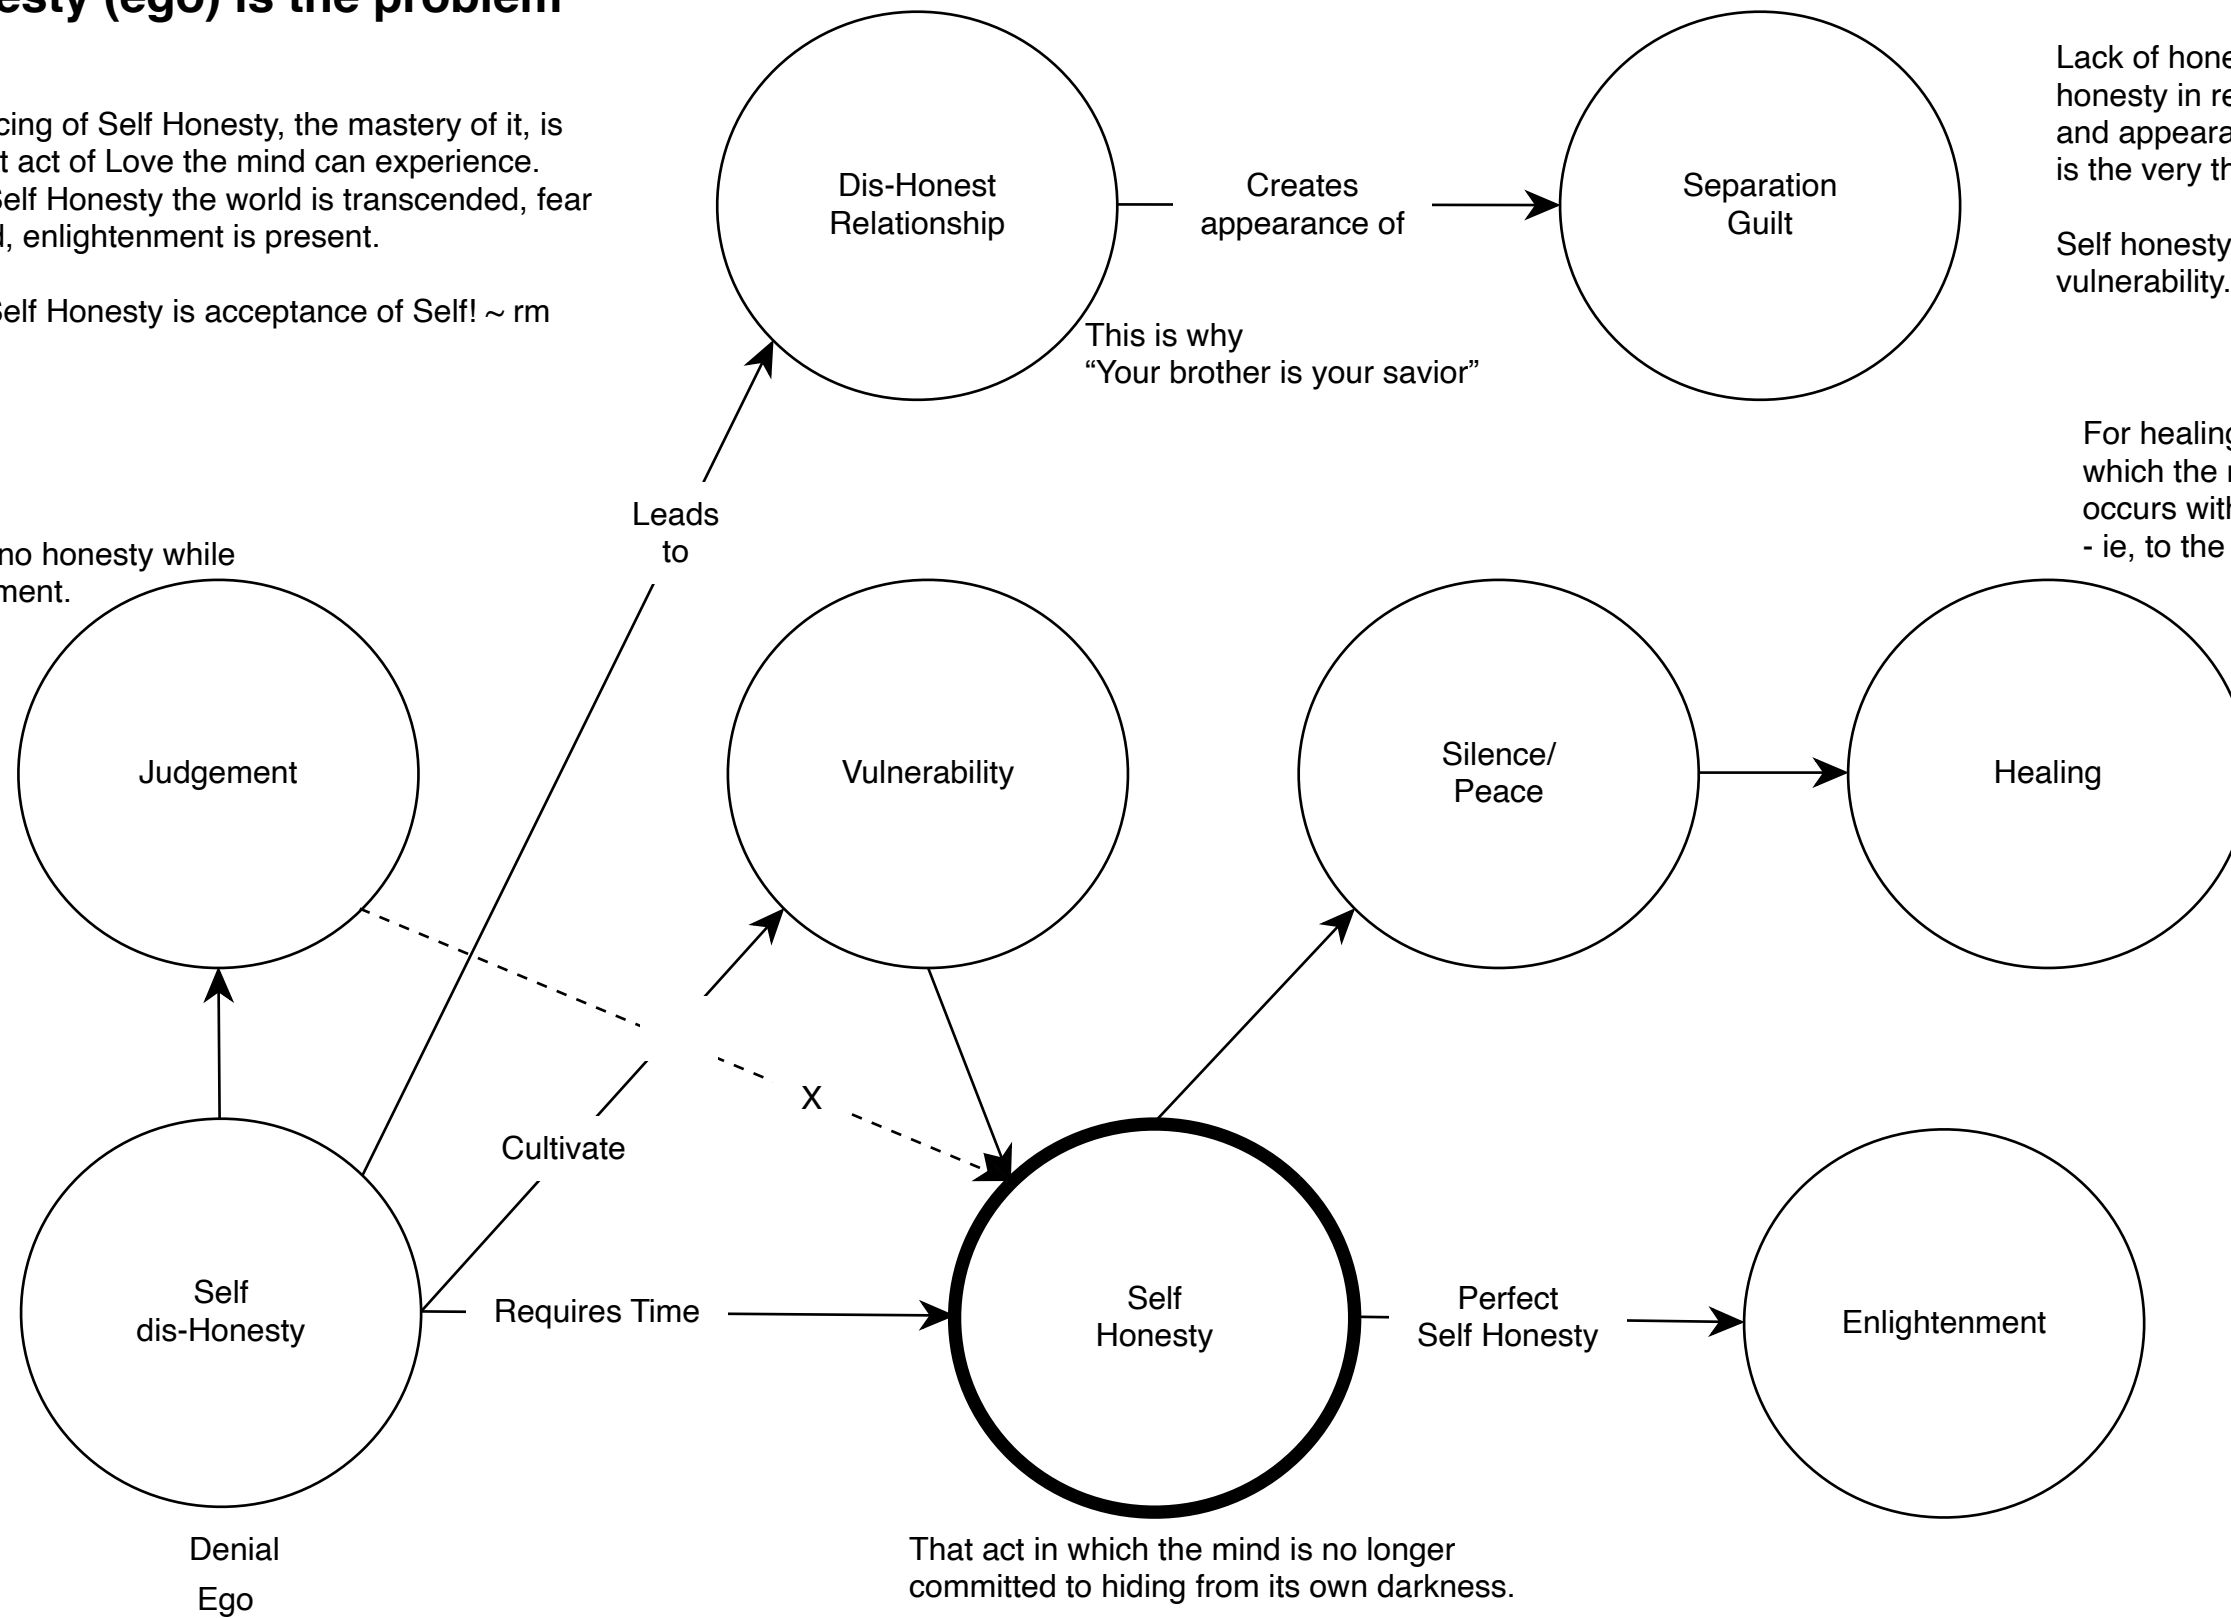 esty (ego) is the problem
cing of Self Honesty, the mastery of it, is
t act of Love the mind can experience.
Self Honesty the world is transcended, fear
d, enlightenment is present.
Self Honesty is acceptance of Self! ~ rm
Dis-Honest
Relationship
Creates
appearance of
Separation
Guilt
Lack of hone
honesty in re
and appeara
is the very th
Self honesty
vulnerability.
This is why
“Your brother is your savior”
For healing
which the
occurs with
- ie, to the
Leads
to
no honesty while
ment.
Judgement
Vulnerability
Silence/
Peace
Healing
X
Cultivate
Requires Time
Self
dis-Honesty
Self
Honesty
Perfect
Self Honesty
Enlightenment
Denial
Ego
That act in which the mind is no longer
committed to hiding from its own darkness.